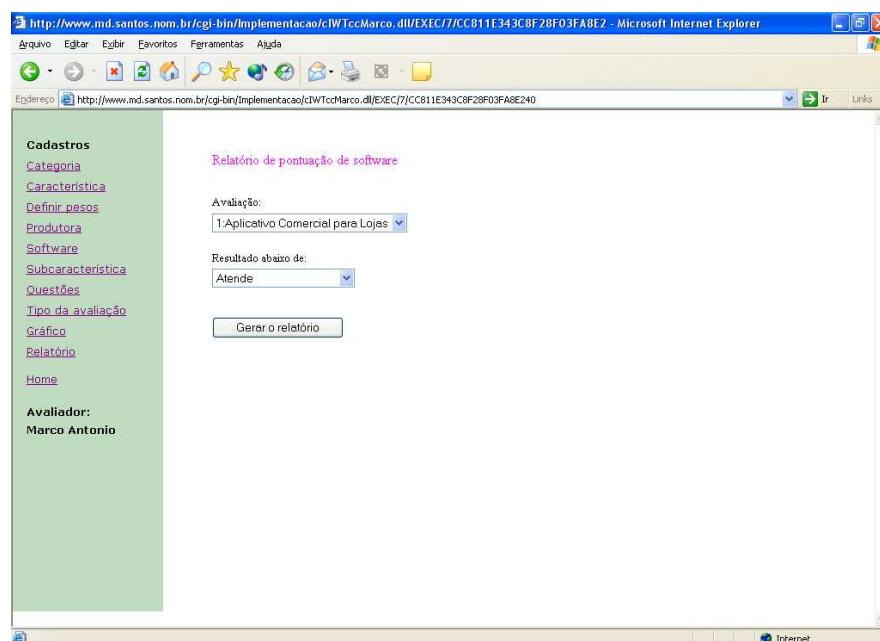 http://www.md.santos.nom.br/cgi-bin/Implementacao/cIWTccMarco.dll/EXEC/7/CC811E343C8F28F03FA8E2 - Microsoft Internet Explorer
Arquivo Editar Exibir Favoritos Ferramentas Ajuda
Endereço http://www.md.santos.nom.br/cgi-bin/Implementacao/cIWTccMarco.dll/EXEC/7/CC811E343C8F28F03FA8E240 Ir Links
Cadastros
Categoria
Característica
Definir pesos
Produtora
Software
Subcaracterística
Questões
Tipo da avaliação
Gráfico
Relatório
Home
Avaliador:
Marco Antonio
Relatório de pontuação de software
Avaliação:
1:Aplicativo Comercial para Lojas
Resultado abaixo de:
Atende
Gerar o relatório
Internet